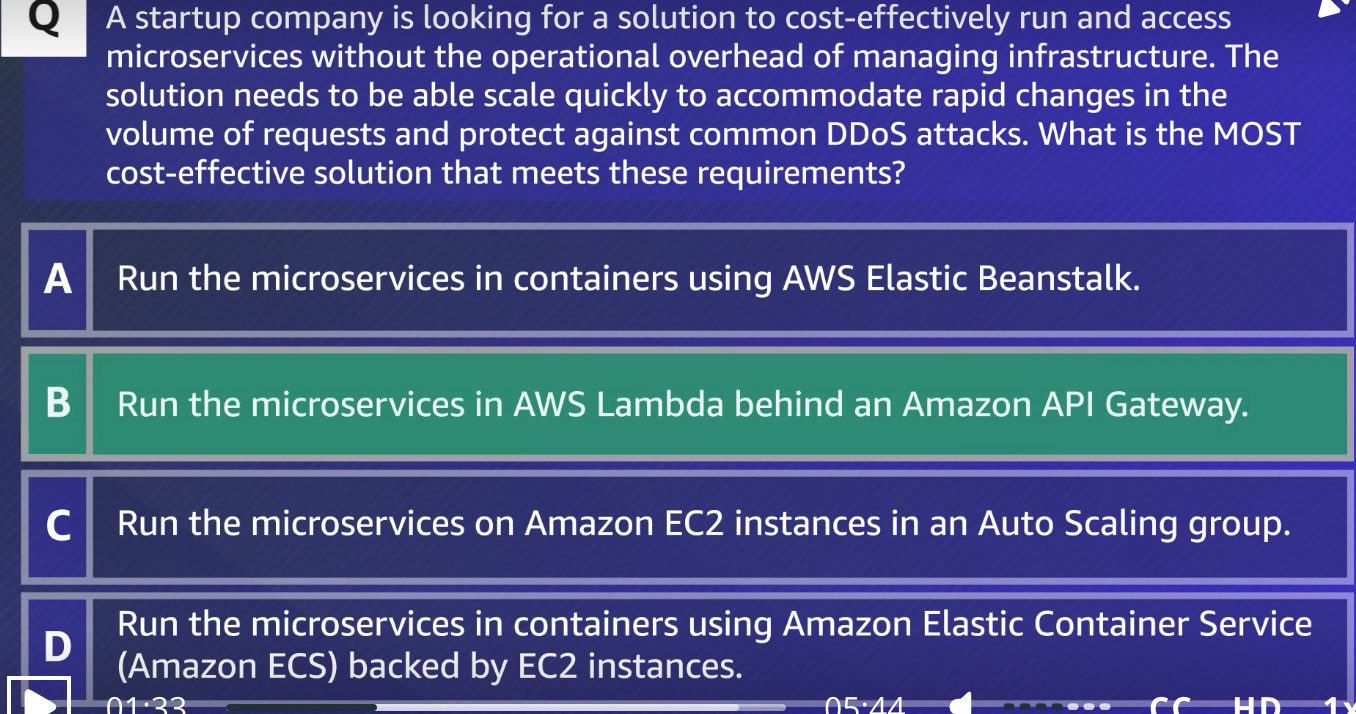 Q
A startup company is looking for a solution to cost-effectively run and access
microservices without the operational overhead of managing infrastructure. The
solution needs to be able scale quickly to accommodate rapid changes in the
volume of requests and protect against common DDoS attacks. What is the MOST
cost-effective solution that meets these requirements?
A
Run the microservices in containers using AWS Elastic Beanstalk.
B
Run the microservices in AWS Lambda behind an Amazon API Gateway.
C
Run the microservices on Amazon EC2 instances in an Auto Scaling group.
D
Run the microservices in containers using Amazon Elastic Container Service
(Amazon ECS) backed by EC2 instances.
01:33 05:44 CC HD 1x